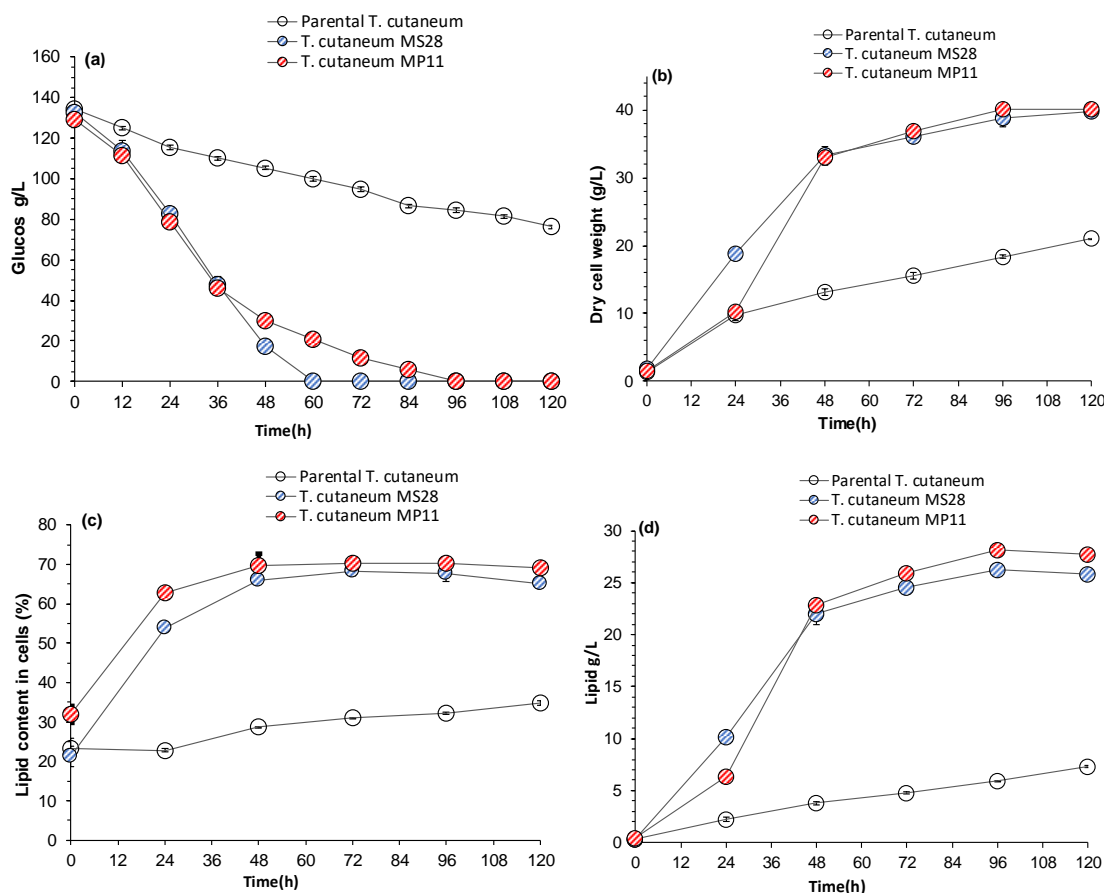 Parental T. cutaneum
T. cutaneum MS28
T. cutaneum MP11
(a)
160
140
120
100
80
60
40
20
0
Glucos g/L
0 12 24 36 48 60 72 84 96 108 120
Time(h)
Parental T. cutaneum
T. cutaneum MS28
T. cutaneum MP11
(b)
40
30
20
10
0
Dry cell weight (g/L)
0 12 24 36 48 60 72 84 96 108 120
Time(h)
Parental T. cutaneum
T. cutaneum MS28
T. cutaneum MP11
(c)
80
70
60
50
40
30
20
10
0
Lipid content in cells (%)
0 12 24 36 48 60 72 84 96 108 120
Time(h)
Parental T. cutaneum
T. cutaneum MS28
T. cutaneum MP11
(d)
30
25
20
15
10
5
0
Lipid g/L
0 12 24 36 48 60 72 84 96 108 120
Time(h)